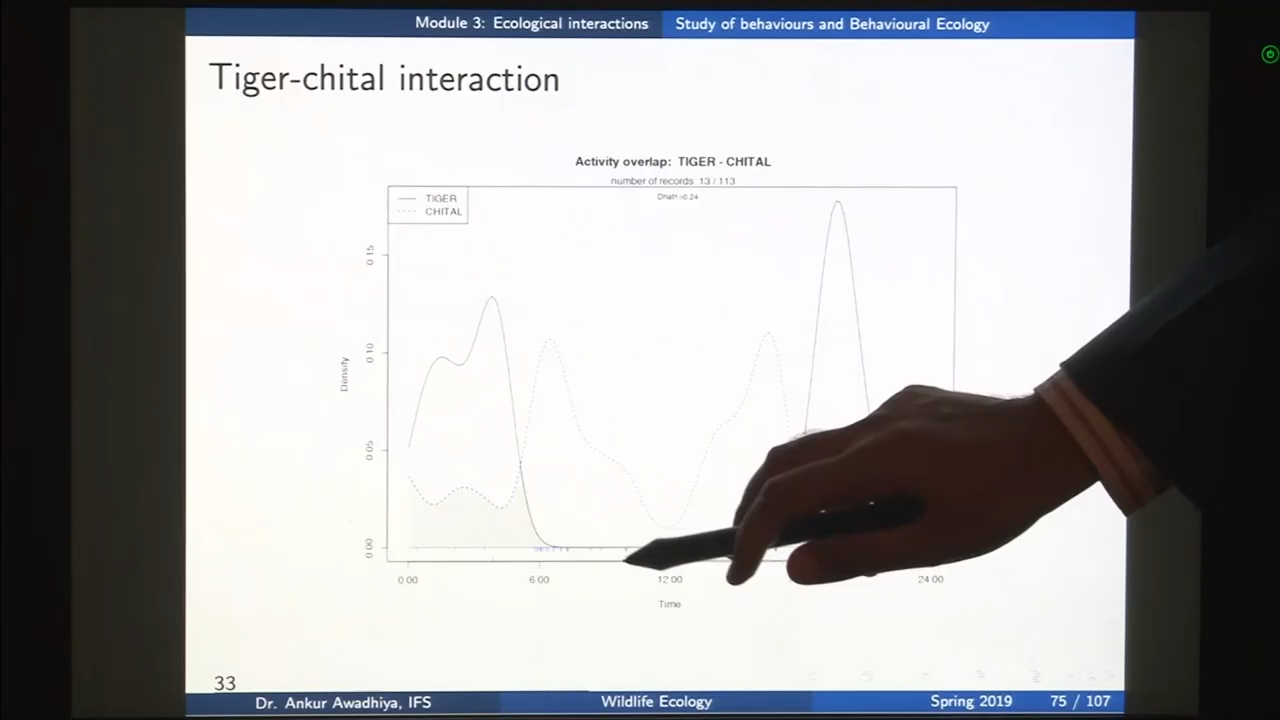 Module 3: Ecological interactions Study of behaviours and Behavioural Ecology
Tiger-chital interaction
Activity overlap: TIGER - CHITAL
number of records 13 / 113
TIGER
CHITAL
0.15
0.10
Density
0.05
0.00
0:00 6:00 12:00 24:00
Time
33
Dr. Ankur Awadhiya, IFS Wildlife Ecology Spring 2019 75 / 107